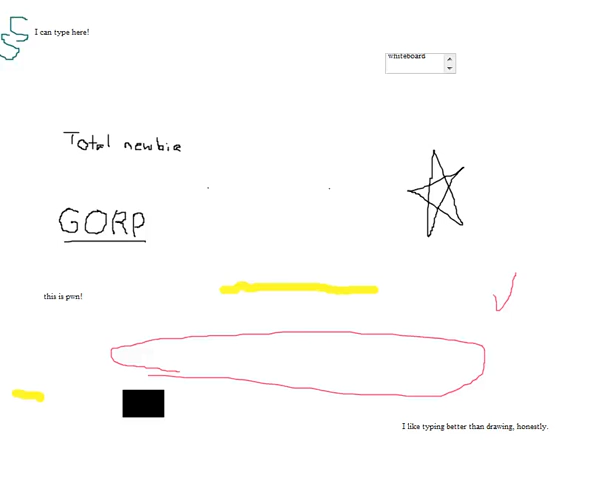 I can type here!
whiteboard
Total newbie
GORP
this is pwn!
I like typing better than drawing, honestly.